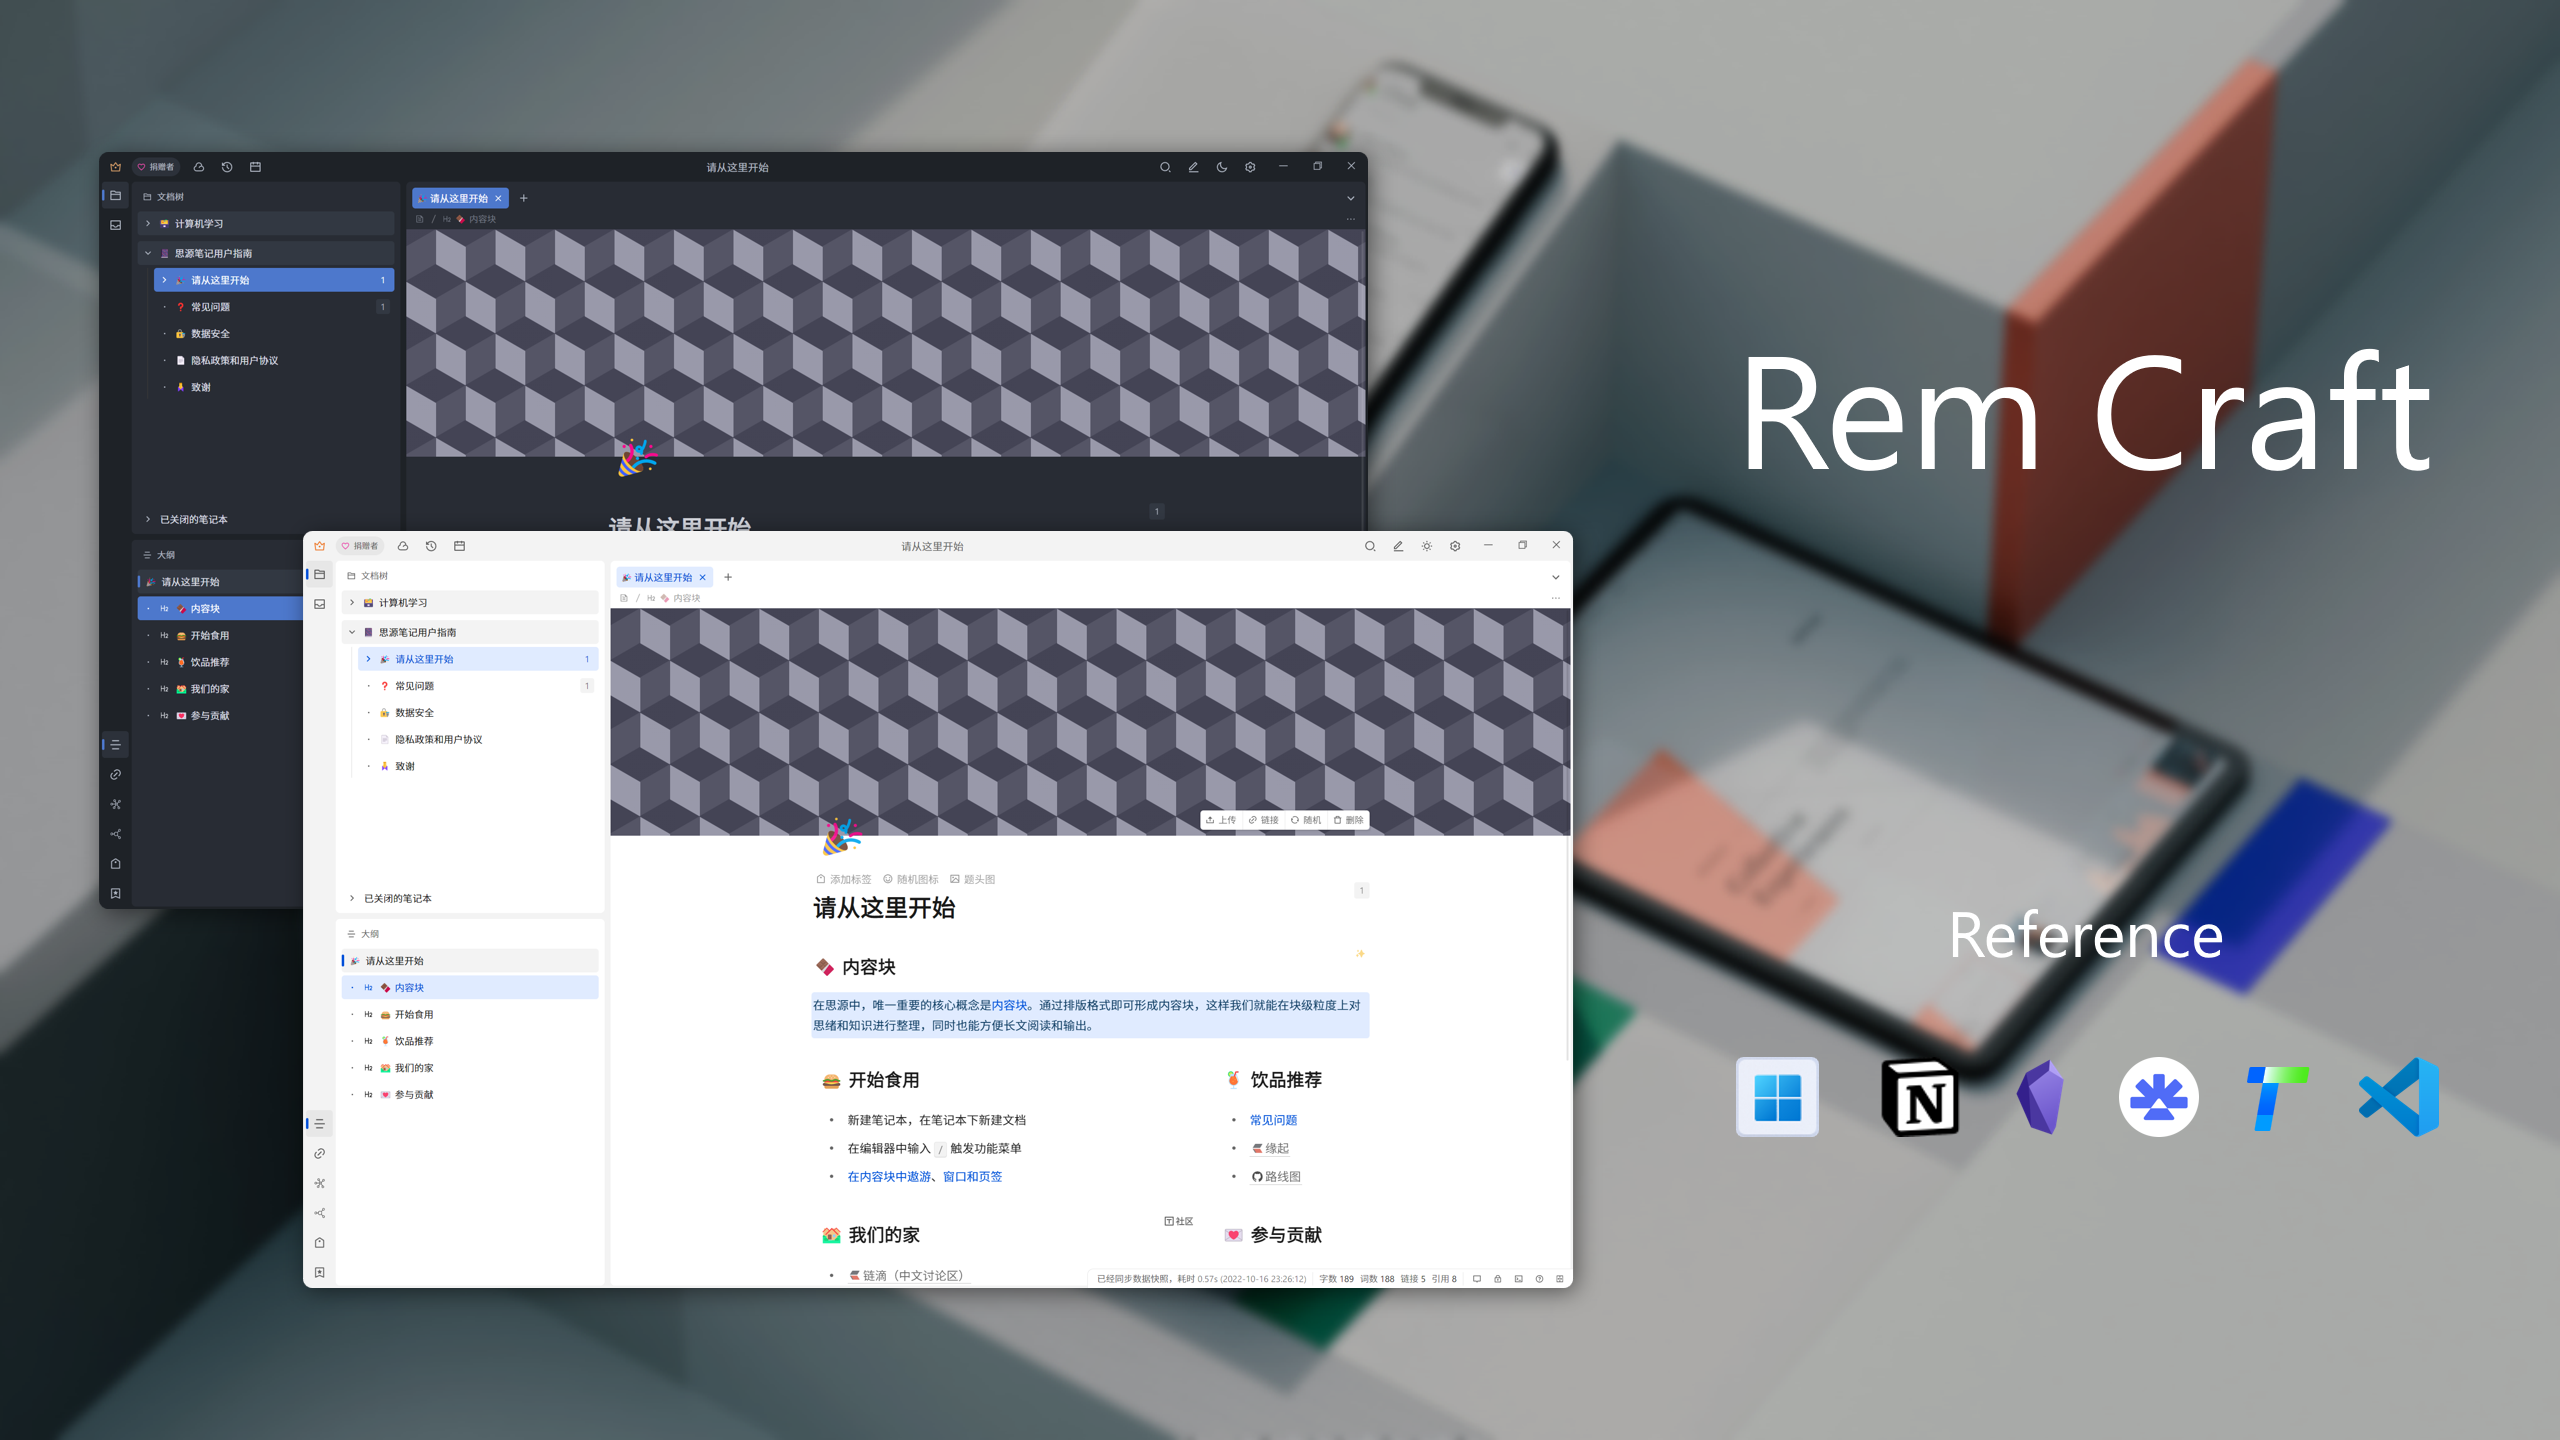 捐赠者
请从这里开始
文档树
计算机学习
思源笔记用户指南
请从这里开始 1
常见问题 1
数据安全
隐私政策和用户协议
致谢
已关闭的笔记本
大纲
请从这里开始
H2 内容块
H2 开始食用
H2 饮品推荐
H2 我们的家
H2 参与贡献
请从这里开始
/ H2 内容块
1
请从这里开始
捐赠者
请从这里开始
文档树
计算机学习
思源笔记用户指南
请从这里开始 1
常见问题 1
数据安全
隐私政策和用户协议
致谢
已关闭的笔记本
大纲
请从这里开始
H2 内容块
H2 开始食用
H2 饮品推荐
H2 我们的家
H2 参与贡献
请从这里开始
/ H2 内容块
上传 链接 随机 删除
添加标签 随机图标 题头图
1
请从这里开始
内容块
在思源中，唯一重要的核心概念是内容块。通过排版格式即可形成内容块，这样我们就能在块级粒度上对
思绪和知识进行整理，同时也能方便长文阅读和输出。
开始食用
新建笔记本，在笔记本下新建文档
在编辑器中输入 / 触发功能菜单
在内容块中遨游、窗口和页签
饮品推荐
常见问题
缘起
路线图
我们的家
链滴（中文讨论区）
社区
参与贡献
已经同步数据快照，耗时 0.57s (2022-10-16 23:26:12) 字数 189 词数 188 链接 5 引用 8
Rem Craft
Reference
N